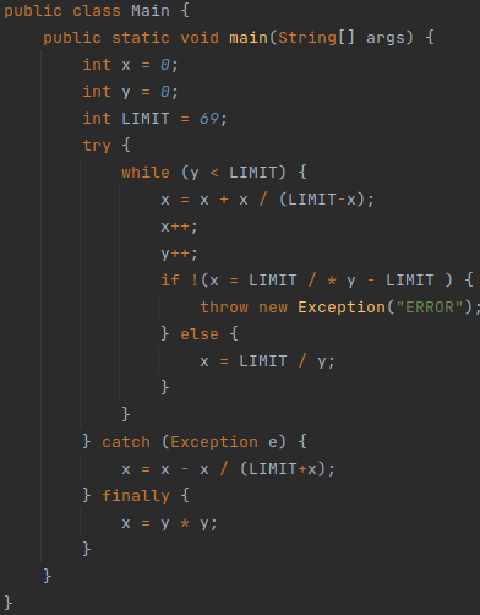 public class Main {
    public static void main(String[] args) {
        int x = 0;
        int y = 0;
        int LIMIT = 69;
        try {
            while (y < LIMIT) {
                x = x + x / (LIMIT-x);
                x++;
                y++;
                if !(x = LIMIT / * y - LIMIT ) {
                    throw new Exception("ERROR");
                } else {
                    x = LIMIT / y;
                }
            }
        } catch (Exception e) {
            x = x - x / (LIMIT+x);
        } finally {
            x = y * y;
        }
    }
}